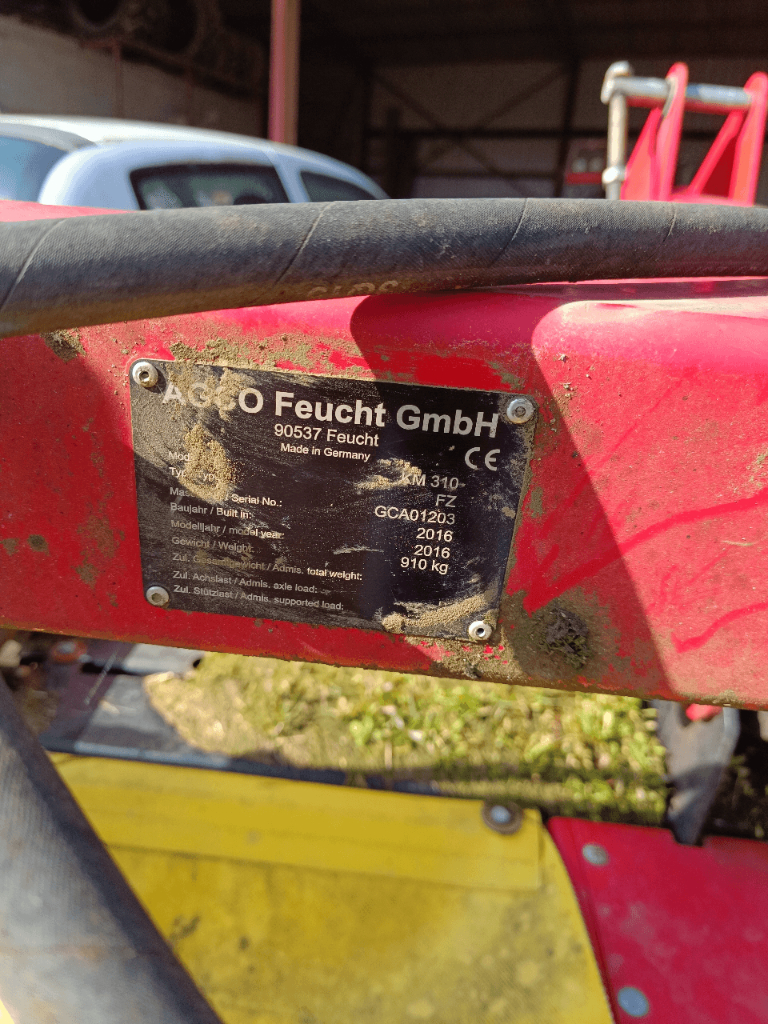 AGCO Feucht GmbH
90537 Feucht
Made in Germany
CE
KM 310
FZ
/ Serial No.: GCA01203
Baujahr / Built in: 2016
Modelljahr / model year: 2016
Gewicht / Weight: 910 kg
Zul. / Admis. total weight:
Zul. Achslast / Admis. axle load:
Zul. Stützlast / Admis. supported load: